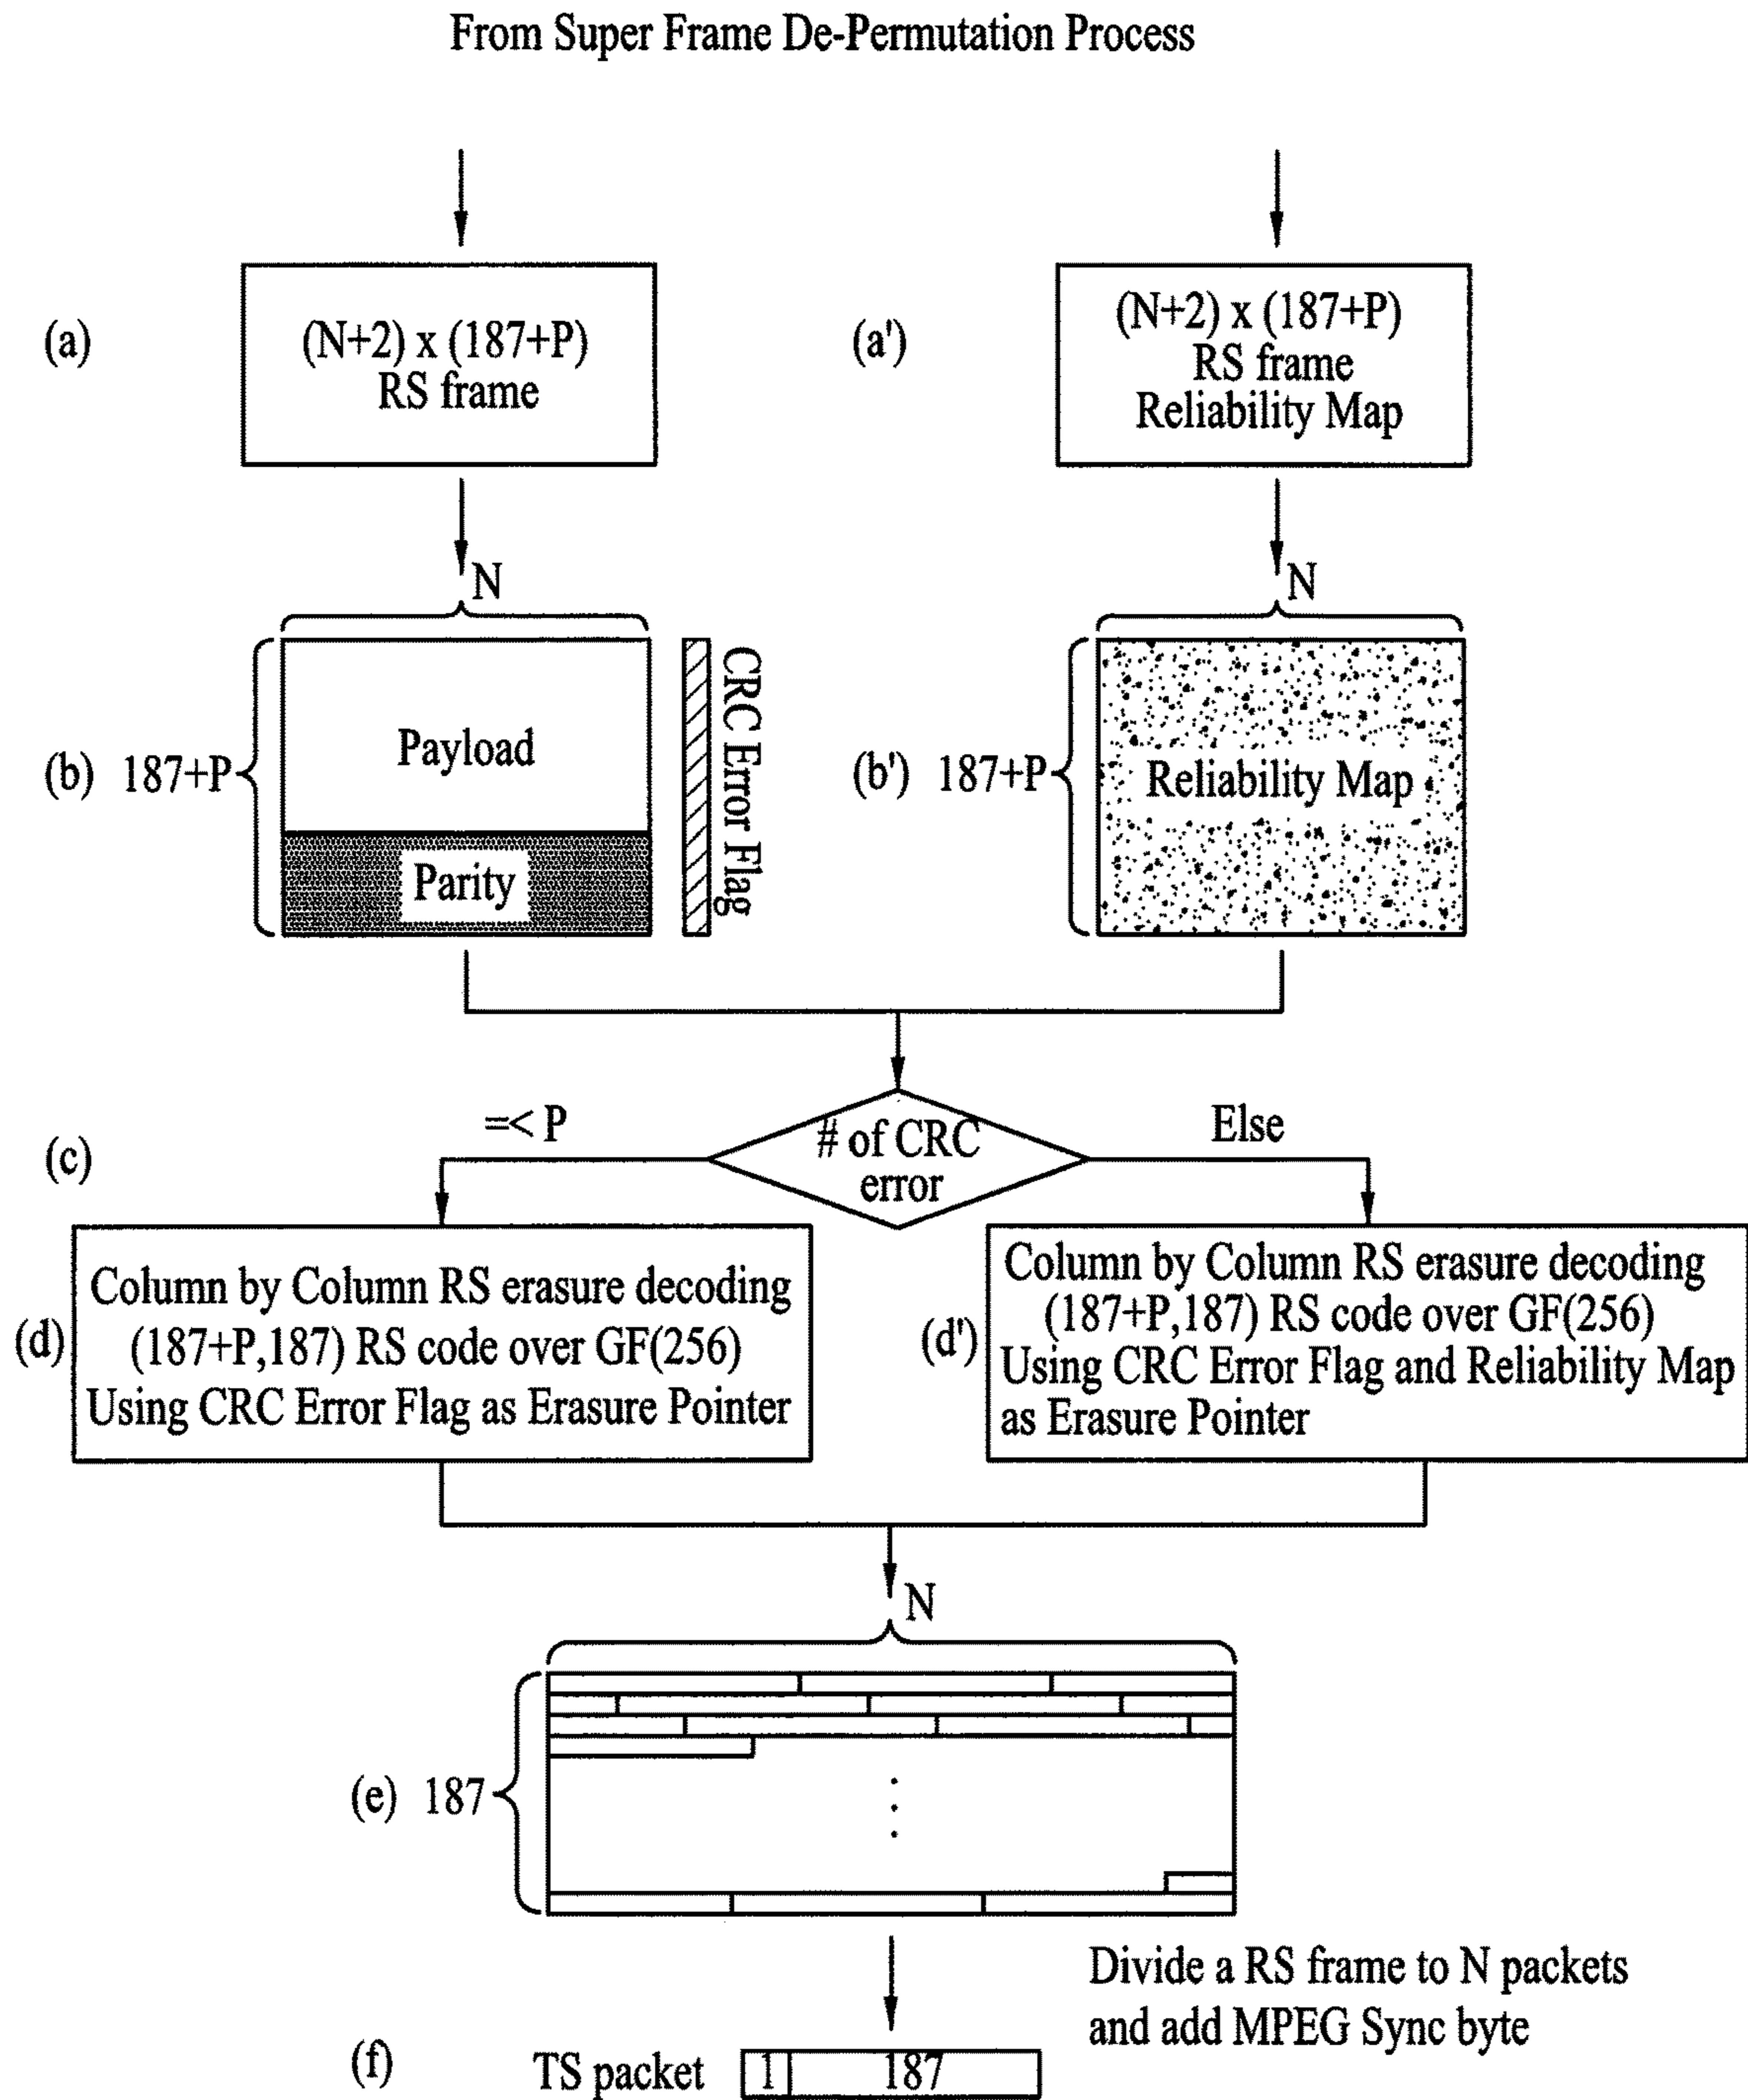 From Super Frame De-Permutation Process
(a)
(N+2) x (187+P)
RS frame
(a')
(N+2) x (187+P)
RS frame
Reliability Map
N
N
(b)
187+P
Payload
Parity
CRC Error Flag
(b')
187+P
Reliability Map
(c)
=< P
# of CRC
error
Else
(d)
Column by Column RS erasure decoding
(187+P,187) RS code over GF(256)
Using CRC Error Flag as Erasure Pointer
(d')
Column by Column RS erasure decoding
(187+P,187) RS code over GF(256)
Using CRC Error Flag and Reliability Map
as Erasure Pointer
N
(e)
187
Divide a RS frame to N packets
and add MPEG Sync byte
(f)
TS packet
1
187